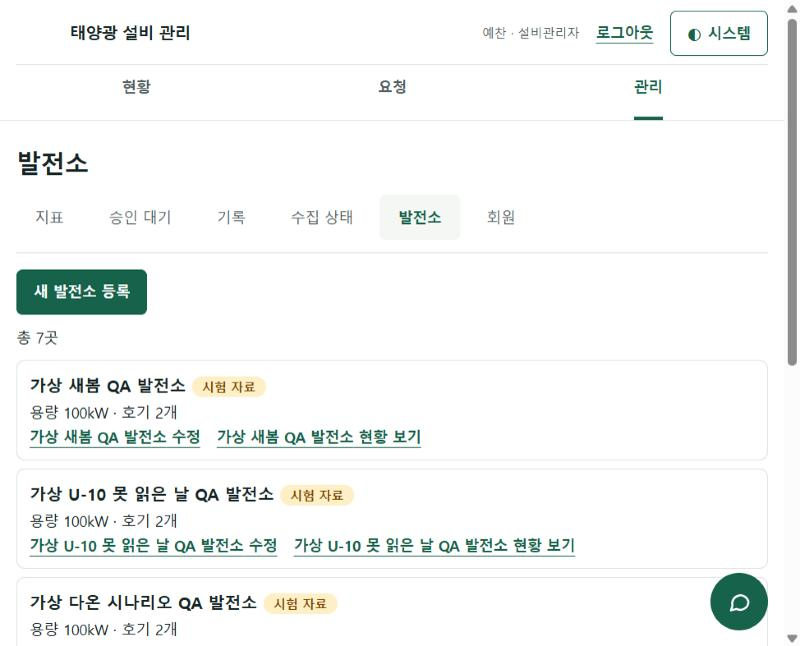 태양광 설비 관리
예찬 · 설비관리자 로그아웃 시스템
현황 요청 관리
발전소
지표 승인 대기 기록 수집 상태 발전소 회원
새 발전소 등록
총 7곳
가상 새봄 QA 발전소 시험 자료
용량 100kW · 호기 2개
가상 새봄 QA 발전소 수정 가상 새봄 QA 발전소 현황 보기
가상 U-10 못 읽은 날 QA 발전소 시험 자료
용량 100kW · 호기 2개
가상 U-10 못 읽은 날 QA 발전소 수정 가상 U-10 못 읽은 날 QA 발전소 현황 보기
가상 다온 시나리오 QA 발전소 시험 자료
용량 100kW · 호기 2개